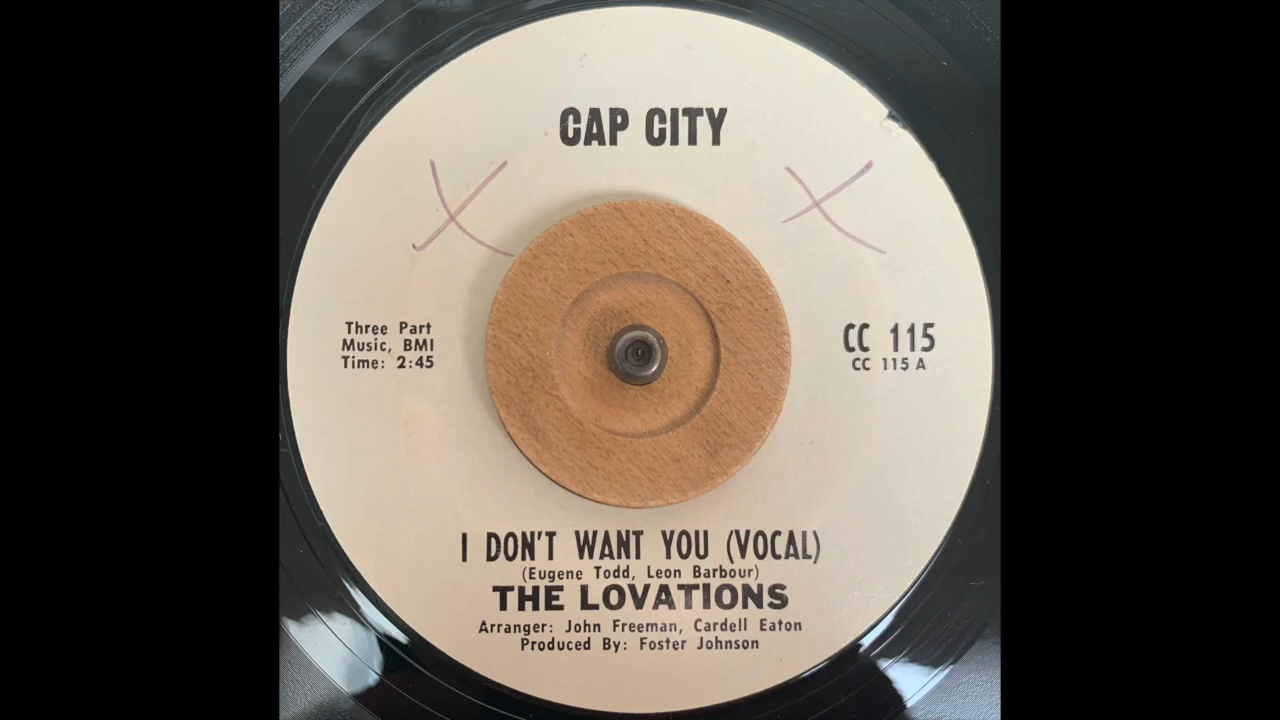 CAP CITY
Three Part
Music, BMI
Time: 2:45
CC 115
CC 115 A
I DON'T WANT YOU (VOCAL)
(Eugene Todd, Leon Barbour)
THE LOVATIONS
Arranger: John Freeman, Cardell Eaton
Produced By: Foster Johnson